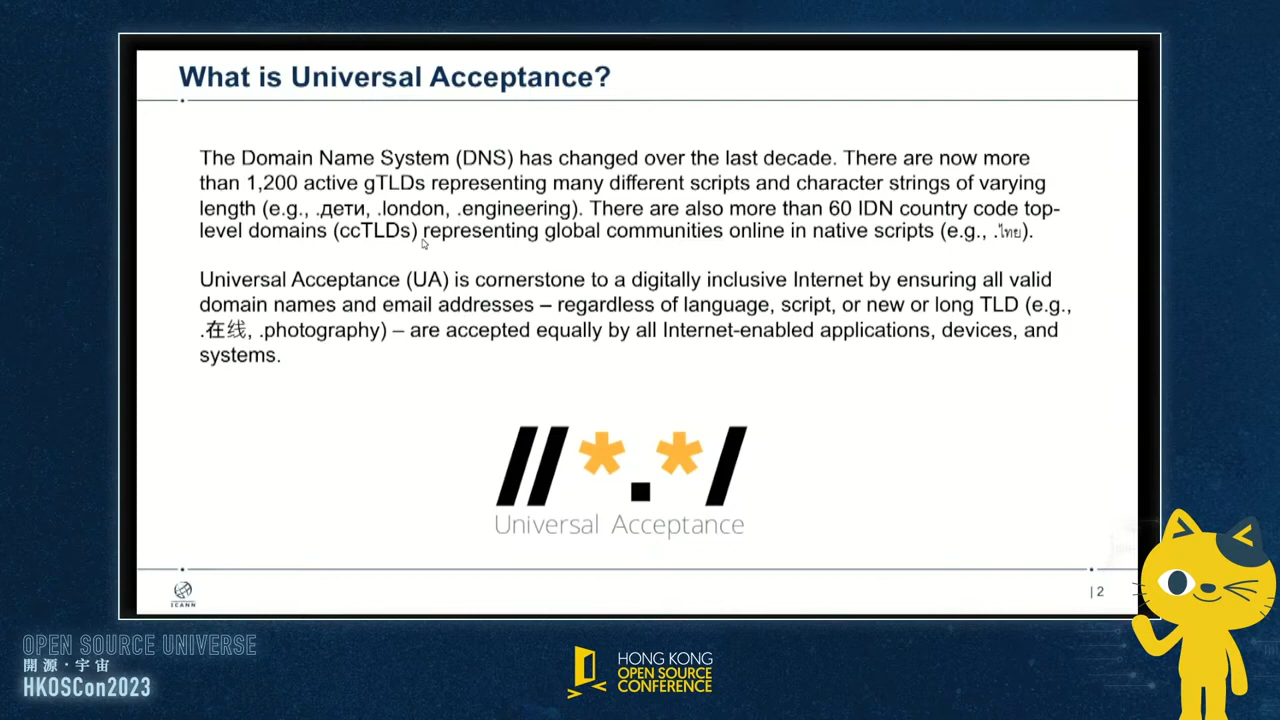 What is Universal Acceptance?
The Domain Name System (DNS) has changed over the last decade. There are now more
than 1,200 active gTLDs representing many different scripts and character strings of varying
length (e.g., .дети, .london, .engineering). There are also more than 60 IDN country code top-
level domains (ccTLDs) representing global communities online in native scripts (e.g., .ไทย).
Universal Acceptance (UA) is cornerstone to a digitally inclusive Internet by ensuring all valid
domain names and email addresses – regardless of language, script, or new or long TLD (e.g.,
.在线, .photography) – are accepted equally by all Internet-enabled applications, devices, and
systems.
//*.*/
Universal Acceptance
ICANN
| 2
OPEN SOURCE UNIVERSE
開源·宇宙
HKOSCon2023
HONG KONG
OPEN SOURCE
CONFERENCE